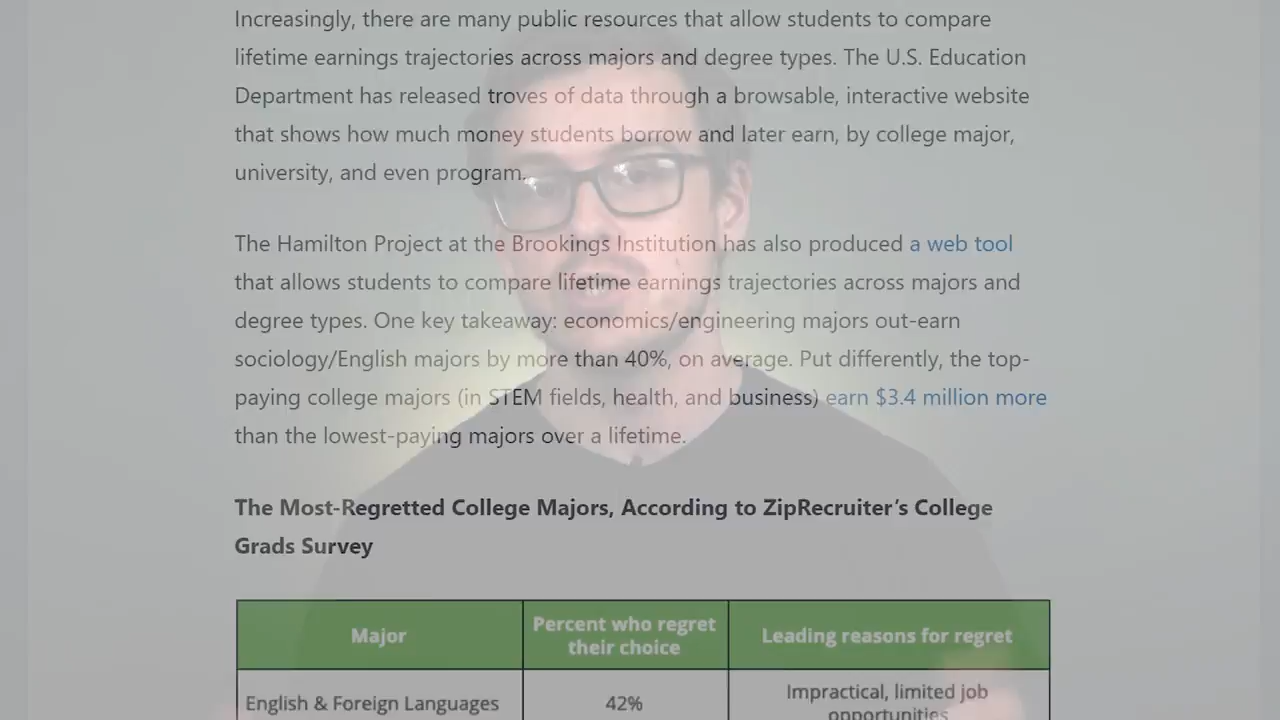 Increasingly, there are many public resources that allow students to compare
lifetime earnings trajectories across majors and degree types. The U.S. Education
Department has released troves of data through a browsable, interactive website
that shows how much money students borrow and later earn, by college major,
university, and even program.
The Hamilton Project at the Brookings Institution has also produced a web tool
that allows students to compare lifetime earnings trajectories across majors and
degree types. One key takeaway: economics/engineering majors out-earn
sociology/English majors by more than 40%, on average. Put differently, the top-
paying college majors (in STEM fields, health, and business) earn $3.4 million more
than the lowest-paying majors over a lifetime.
The Most-Regretted College Majors, According to ZipRecruiter’s College
Grads Survey
Major
Percent who regret
their choice
Leading reasons for regret
English & Foreign Languages
42%
Impractical, limited job
opportunities